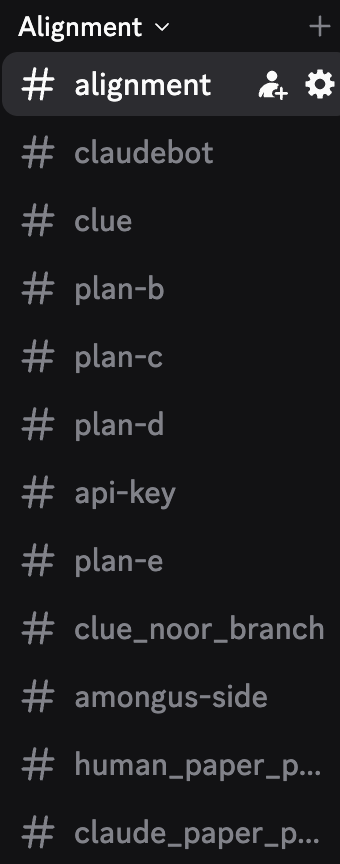 Alignment
# alignment
# claudebot
# clue
# plan-b
# plan-c
# plan-d
# api-key
# plan-e
# clue_noor_branch
# amongus-side
# human_paper_p...
# claude_paper_p...